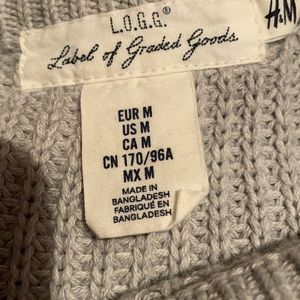 L.O.G.G.®
Label of Graded Goods
H&M
EUR M
US M
CA M
CN 170/96A
MX M
MADE IN
BANGLADESH
FABRIQUÉ EN
BANGLADESH